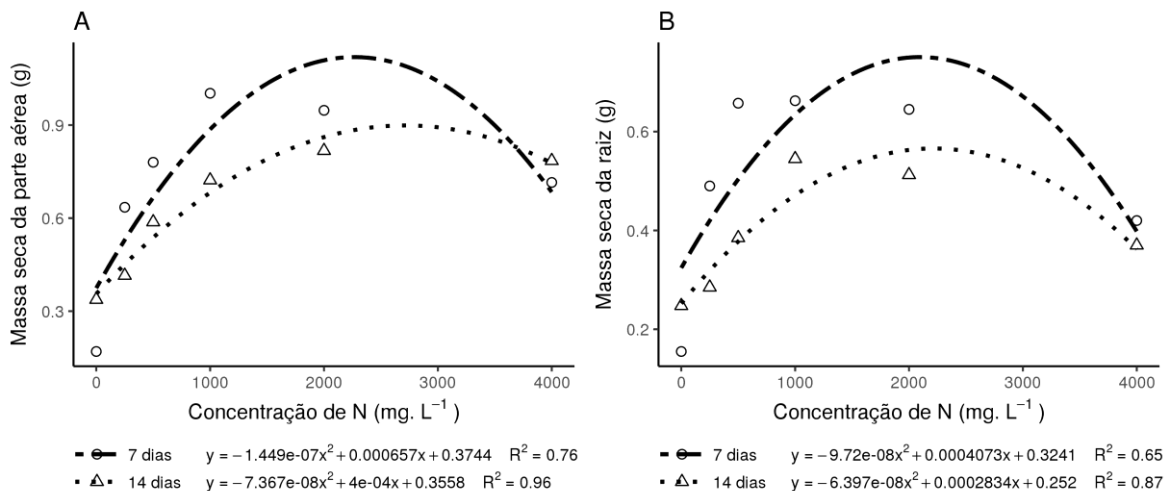 A
Massa seca da parte aérea (g)
0.9
0.6
0.3
0 1000 2000 3000 4000
Concentração de N (mg. L⁻¹ )
7 dias y = −1.449e-07x² + 0.000657x + 0.3744 R² = 0.76
14 dias y = −7.367e-08x² + 4e-04x + 0.3558 R² = 0.96
B
Massa seca da raiz (g)
0.6
0.4
0.2
0 1000 2000 3000 4000
Concentração de N (mg. L⁻¹ )
7 dias y = −9.72e-08x² + 0.0004073x + 0.3241 R² = 0.65
14 dias y = −6.397e-08x² + 0.0002834x + 0.252 R² = 0.87